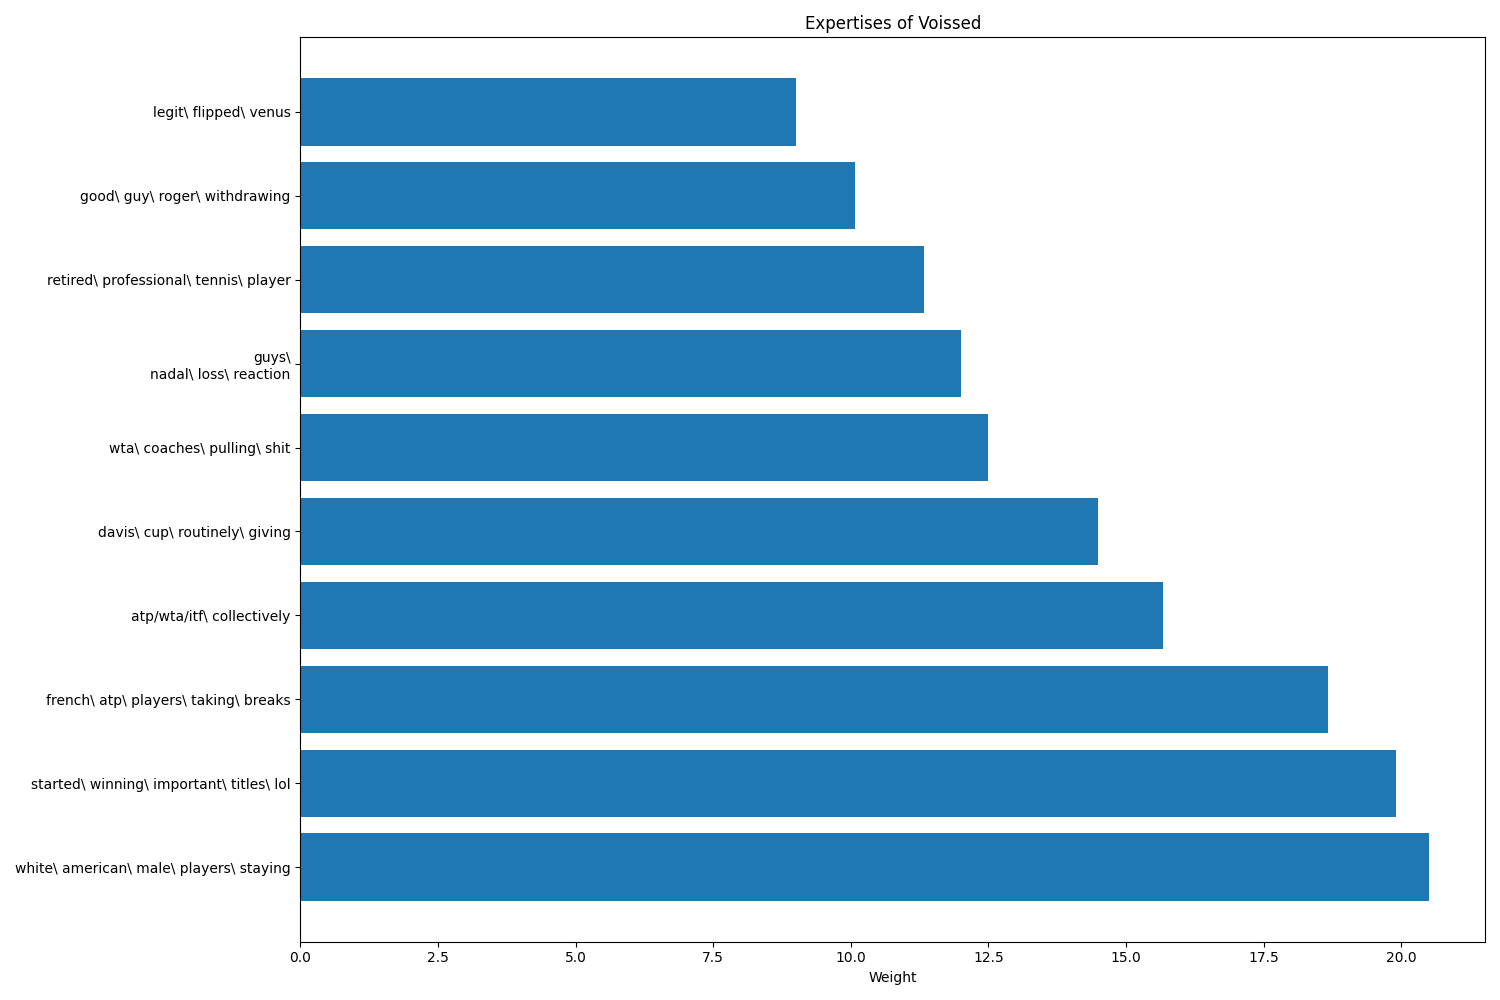 Expertises of Voissed
legit\ flipped\ venus
good\ guy\ roger\ withdrawing
retired\ professional\ tennis\ player
guys\
nadal\ loss\ reaction
wta\ coaches\ pulling\ shit
davis\ cup\ routinely\ giving
atp/wta/itf\ collectively
french\ atp\ players\ taking\ breaks
started\ winning\ important\ titles\ lol
white\ american\ male\ players\ staying
0.0 2.5 5.0 7.5 10.0 12.5 15.0 17.5 20.0
Weight